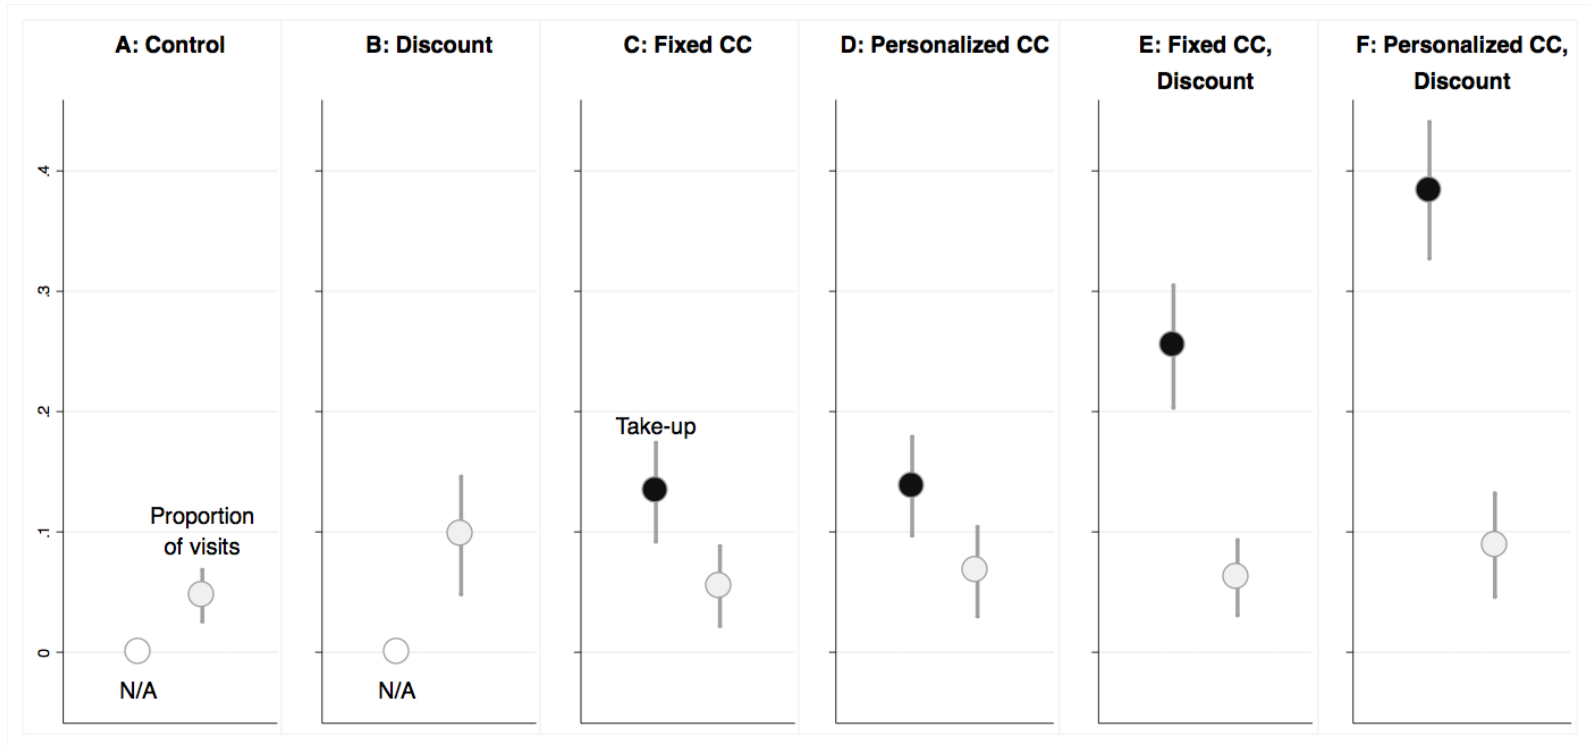 A: Control
B: Discount
C: Fixed CC
D: Personalized CC
E: Fixed CC,
Discount
F: Personalized CC,
Discount
.4
.3
.2
.1
0
Proportion
of visits
N/A
N/A
Take-up